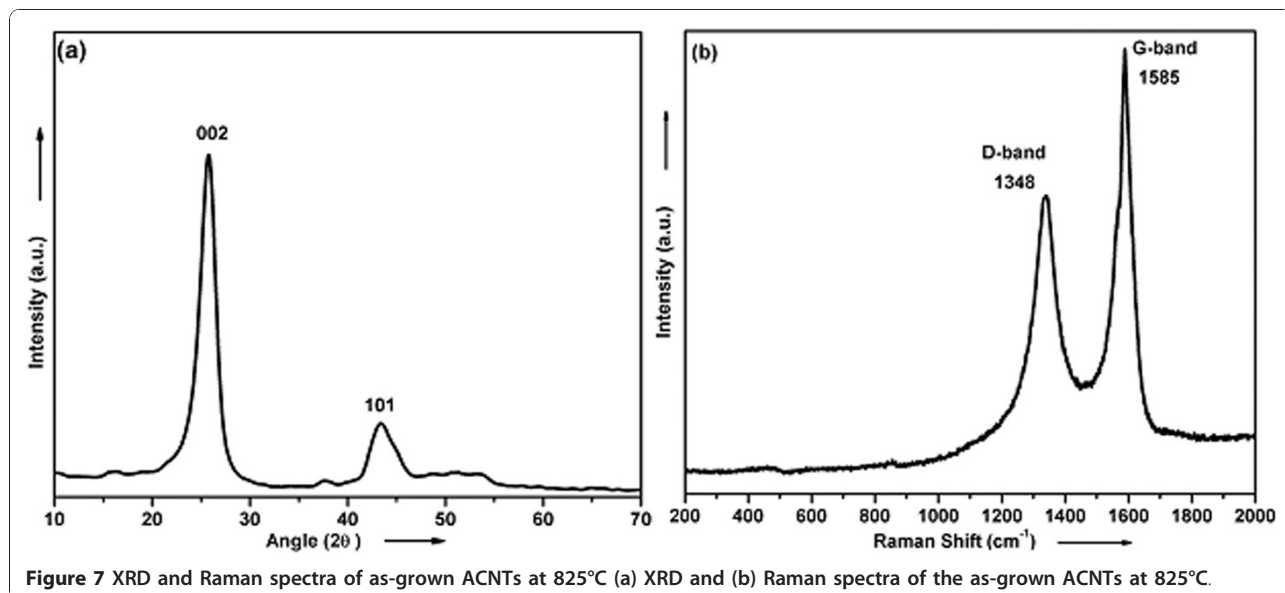 (a)
002
101
Intensity (a.u.)
10 20 30 40 50 60 70
Angle (2θ )
(b)
G-band
1585
D-band
1348
Intensity (a.u.)
200 400 600 800 1000 1200 1400 1600 1800 2000
Raman Shift (cm⁻¹)
Figure 7 XRD and Raman spectra of as-grown ACNTs at 825°C (a) XRD and (b) Raman spectra of the as-grown ACNTs at 825°C.